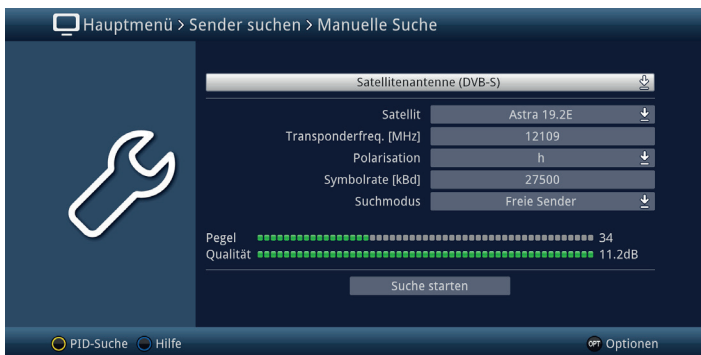 Hauptmenü > Sender suchen > Manuelle Suche
Satellitenantenne (DVB-S)
Satellit Astra 19.2E
Transponderfreq. [MHz] 12109
Polarisation h
Symbolrate [kBd] 27500
Suchmodus Freie Sender
Pegel 34
Qualität 11.2dB
Suche starten
PID-Suche Hilfe OPT Optionen